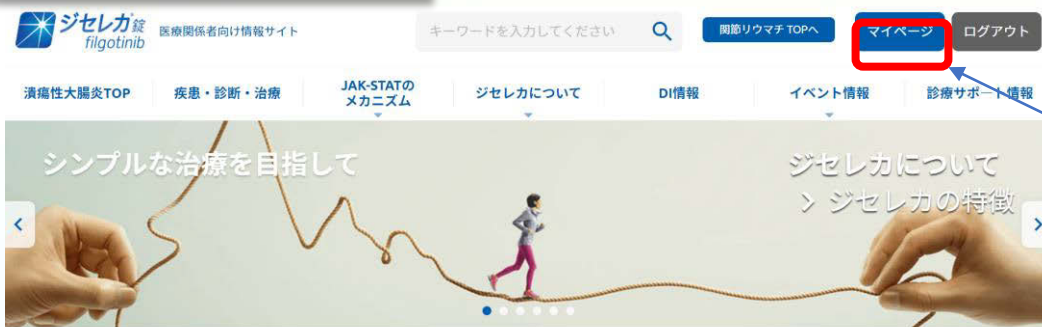 ジセレカ錠
filgotinib
医療関係者向け情報サイト
キーワードを入力してください
関節リウマチ TOPへ
マイページ
ログアウト
潰瘍性大腸炎TOP
疾患・診断・治療
JAK-STATの
メカニズム
ジセレカについて
DI情報
イベント情報
診療サポート情報
シンプルな治療を目指して
ジセレカについて
> ジセレカの特徴